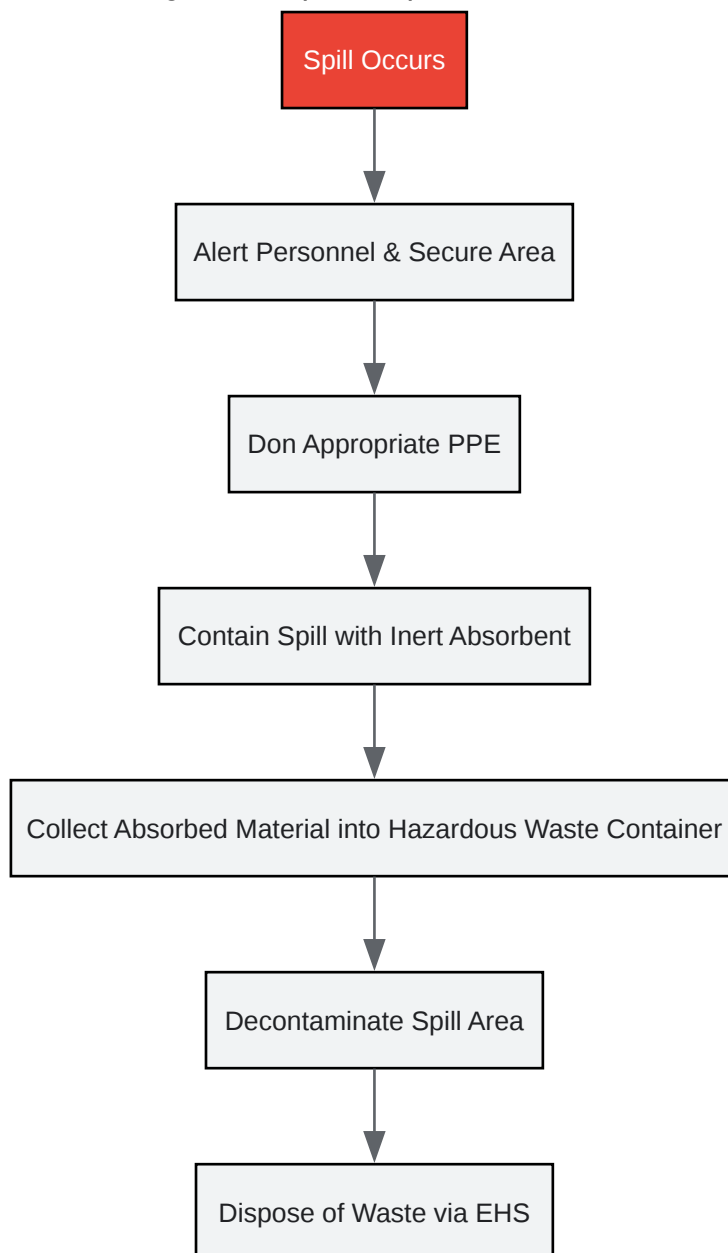 Spill Occurs
Alert Personnel & Secure Area
Don Appropriate PPE
Contain Spill with Inert Absorbent
Collect Absorbed Material into Hazardous Waste Container
Decontaminate Spill Area
Dispose of Waste via EHS